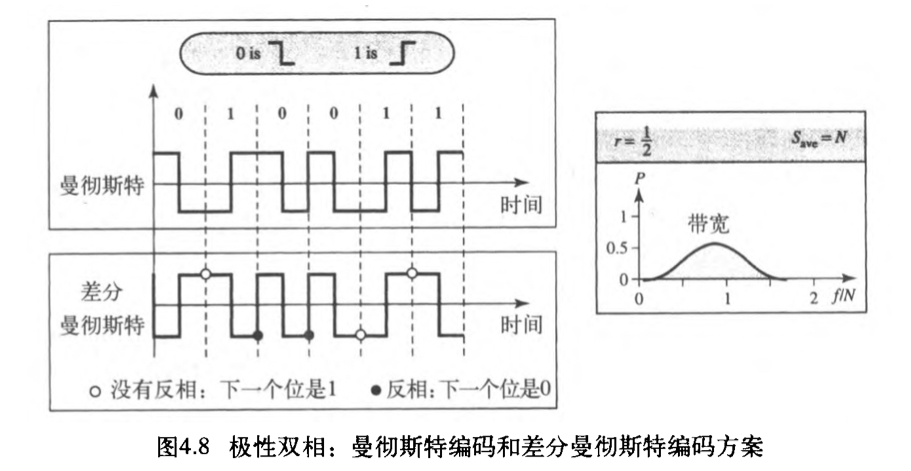 0 is 1 is
0 1 0 0 1 1
曼彻斯特
时间
差分
曼彻斯特
时间
○ 没有反相：下一个位是1 ●反相：下一个位是0
r = 1/2 Save = N
P
1
带宽
0.5
0
0 1 2 f/N
图4.8 极性双相：曼彻斯特编码和差分曼彻斯特编码方案